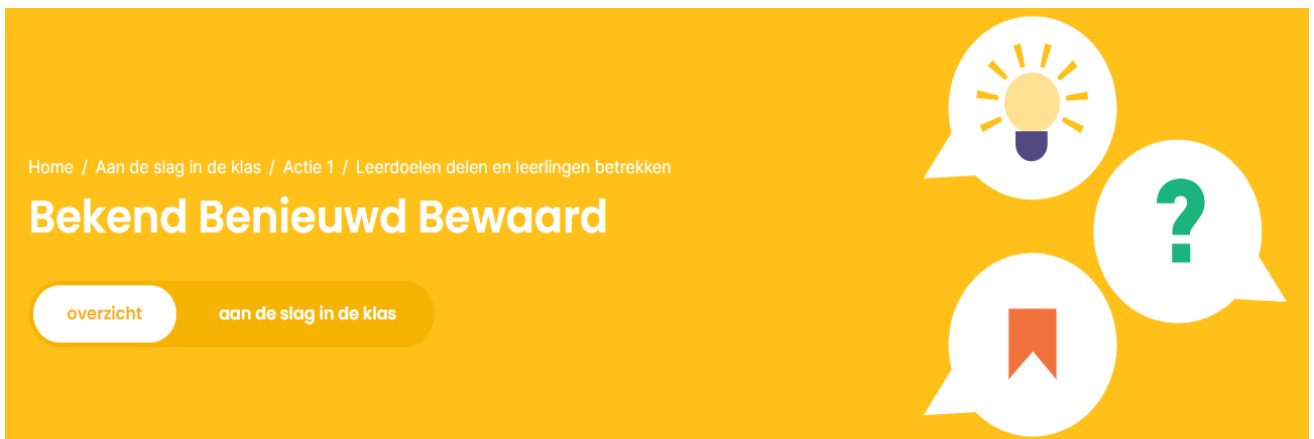 Home / Aan de slag in de klas / Actie 1 / Leerdoelen delen en leerlingen betrekken
Bekend Benieuwd Bewaard
overzicht aan de slag in de klas
?